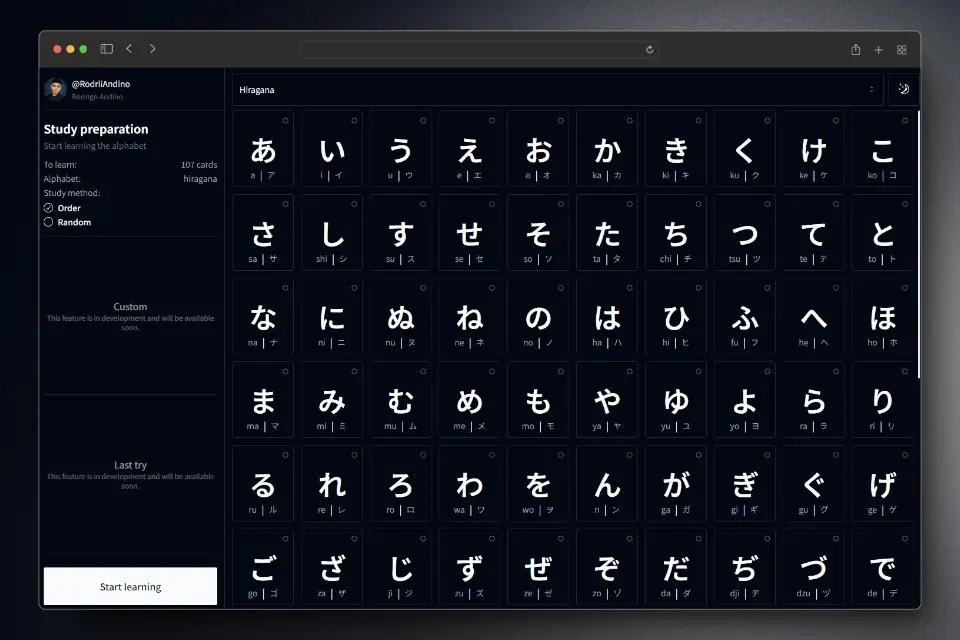 @RodriiAndino
Rodrigo Andino
Study preparation
Start learning the alphabet
To learn: 107 cards
Alphabet: hiragana
Study method:
Order
Random
Custom
This feature is in development and will be available
soon.
Last try
This feature is in development and will be available
soon.
Start learning
Hiragana
あ い う え お か き く け こ
a | ア i | イ u | ウ e | エ o | オ ka | カ ki | キ ku | ク ke | ケ ko | コ
さ し す せ そ た ち つ て と
sa | サ shi | シ su | ス se | セ so | ソ ta | タ chi | チ tsu | ツ te | テ to | ト
な に ぬ ね の は ひ ふ へ ほ
na | ナ ni | ニ nu | ヌ ne | ネ no | ノ ha | ハ hi | ヒ fu | フ he | ヘ ho | ホ
ま み む め も や ゆ よ ら り
ma | マ mi | ミ mu | ム me | メ mo | モ ya | ヤ yu | ユ yo | ヨ ra | ラ ri | リ
る れ ろ わ を ん が ぎ ぐ げ
ru | ル re | レ ro | ロ wa | ワ wo | ヲ n | ン ga | ガ gi | ギ gu | グ ge | ゲ
ご ざ じ ず ぜ ぞ だ ぢ づ で
go | ゴ za | ザ ji | ジ zu | ズ ze | ゼ zo | ゾ da | ダ dji | ヂ dzu | ヅ de | デ